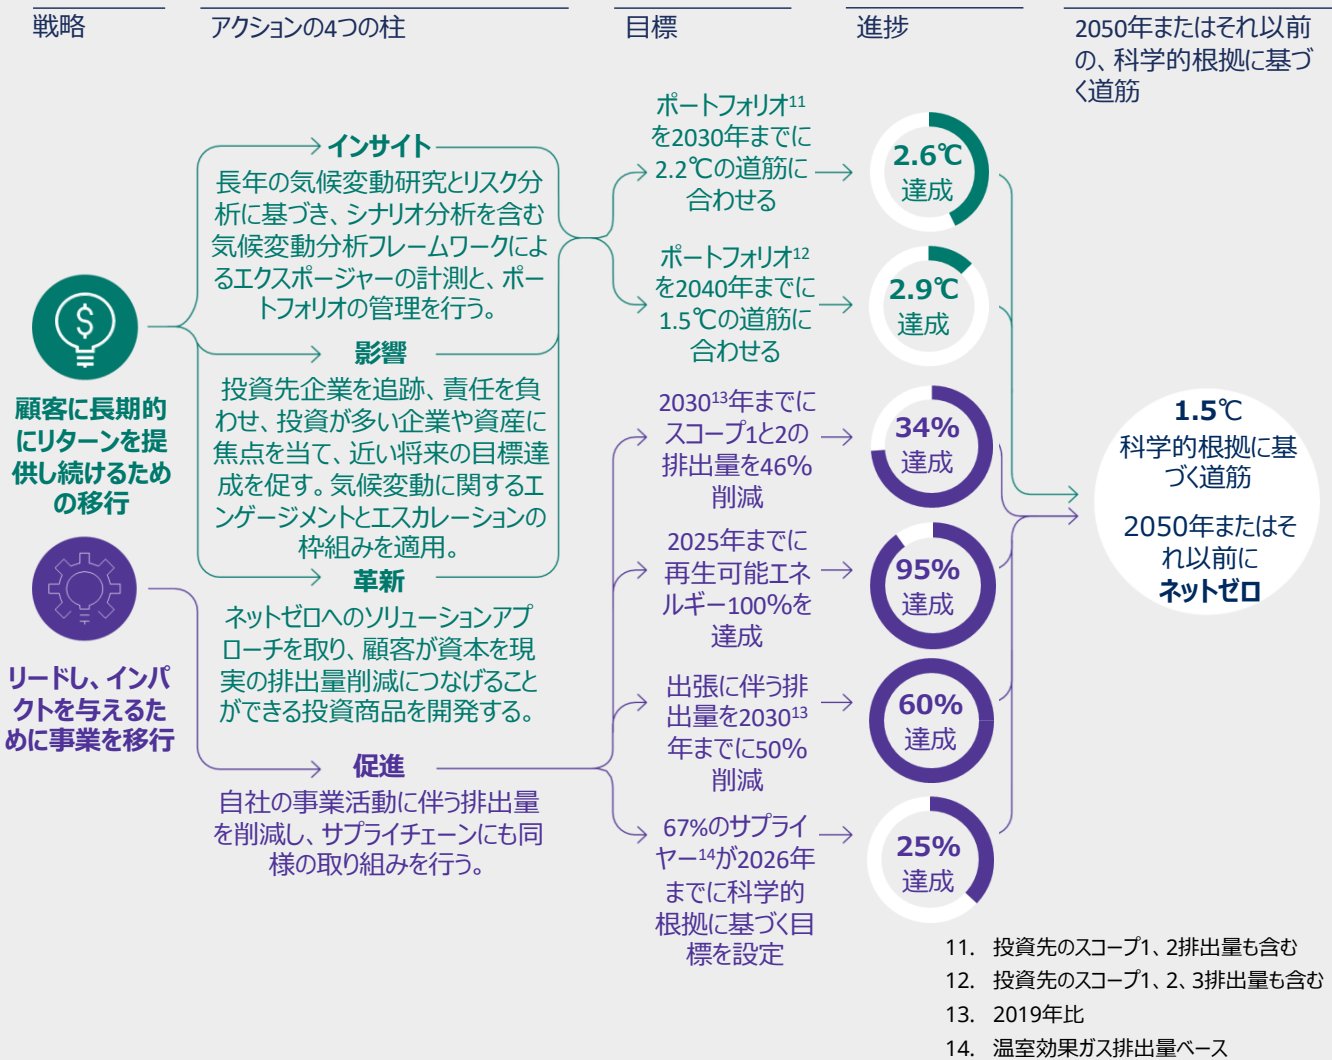 戦略
アクションの4つの柱
目標
進捗
2050年またはそれ以前
の、科学的根拠に基づ
く道筋
顧客に長期的
にリターンを提
供し続けるため
の移行
リードし、インパ
クトを与えるた
めに事業を移行
インサイト
長年の気候変動研究とリスク分
析に基づき、シナリオ分析を含む
気候変動分析フレームワークによ
るエクスポージャーの計測と、ポー
トフォリオの管理を行う。
影響
投資先企業を追跡、責任を負
わせ、投資が多い企業や資産に
焦点を当て、近い将来の目標達
成を促す。気候変動に関するエ
ンゲージメントとエスカレーションの
枠組みを適用。
革新
ネットゼロへのソリューションアプ
ローチを取り、顧客が資本を現
実の排出量削減につなげること
ができる投資商品を開発する。
促進
自社の事業活動に伴う排出量
を削減し、サプライチェーンにも同
様の取り組みを行う。
ポートフォリオ11
を2030年までに
2.2℃の道筋に
合わせる
2.6℃
達成
ポートフォリオ12
を2040年までに
1.5℃の道筋に
合わせる
2.9℃
達成
203013年までに
スコープ1と2の
排出量を46%
削減
34%
達成
2025年までに
再生可能エネ
ルギー100%を
達成
95%
達成
出張に伴う排
出量を203013
年までに50%
削減
60%
達成
67%のサプライ
ヤー14が2026年
までに科学的
根拠に基づく目
標を設定
25%
達成
1.5℃
科学的根拠に基
づく道筋
2050年またはそ
れ以前に
ネットゼロ
11. 投資先のスコープ1、2排出量も含む
12. 投資先のスコープ1、2、3排出量も含む
13. 2019年比
14. 温室効果ガス排出量ベース